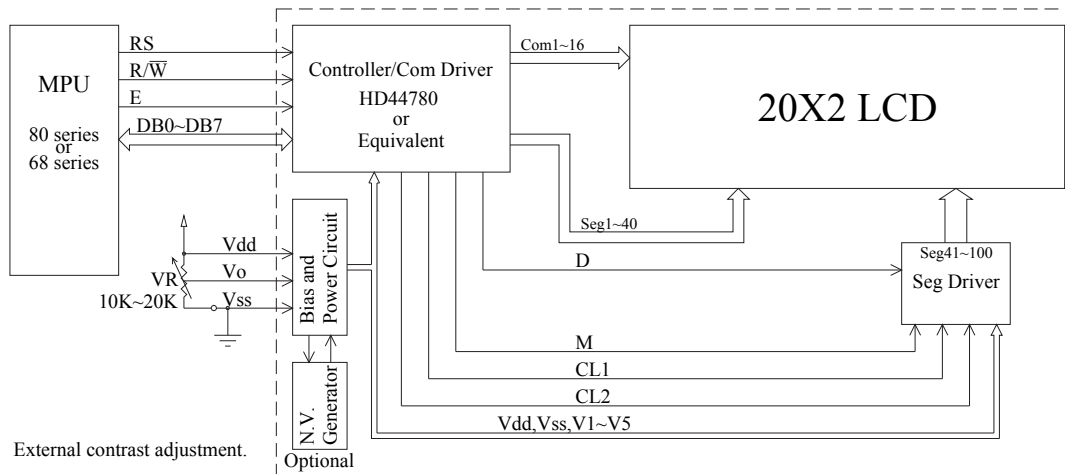 MPU
80 series
or
68 series
RS
R/W̅
E
DB0~DB7
Controller/Com Driver
HD44780
or
Equivalent
Com1~16
20X2 LCD
Seg1~40
Seg41~100
Seg Driver
D
M
CL1
CL2
Vdd,Vss,V1~V5
Vdd
Vo
Vss
VR
10K~20K
Bias and
Power Circuit
N.V.
Generator
Optional
External contrast adjustment.